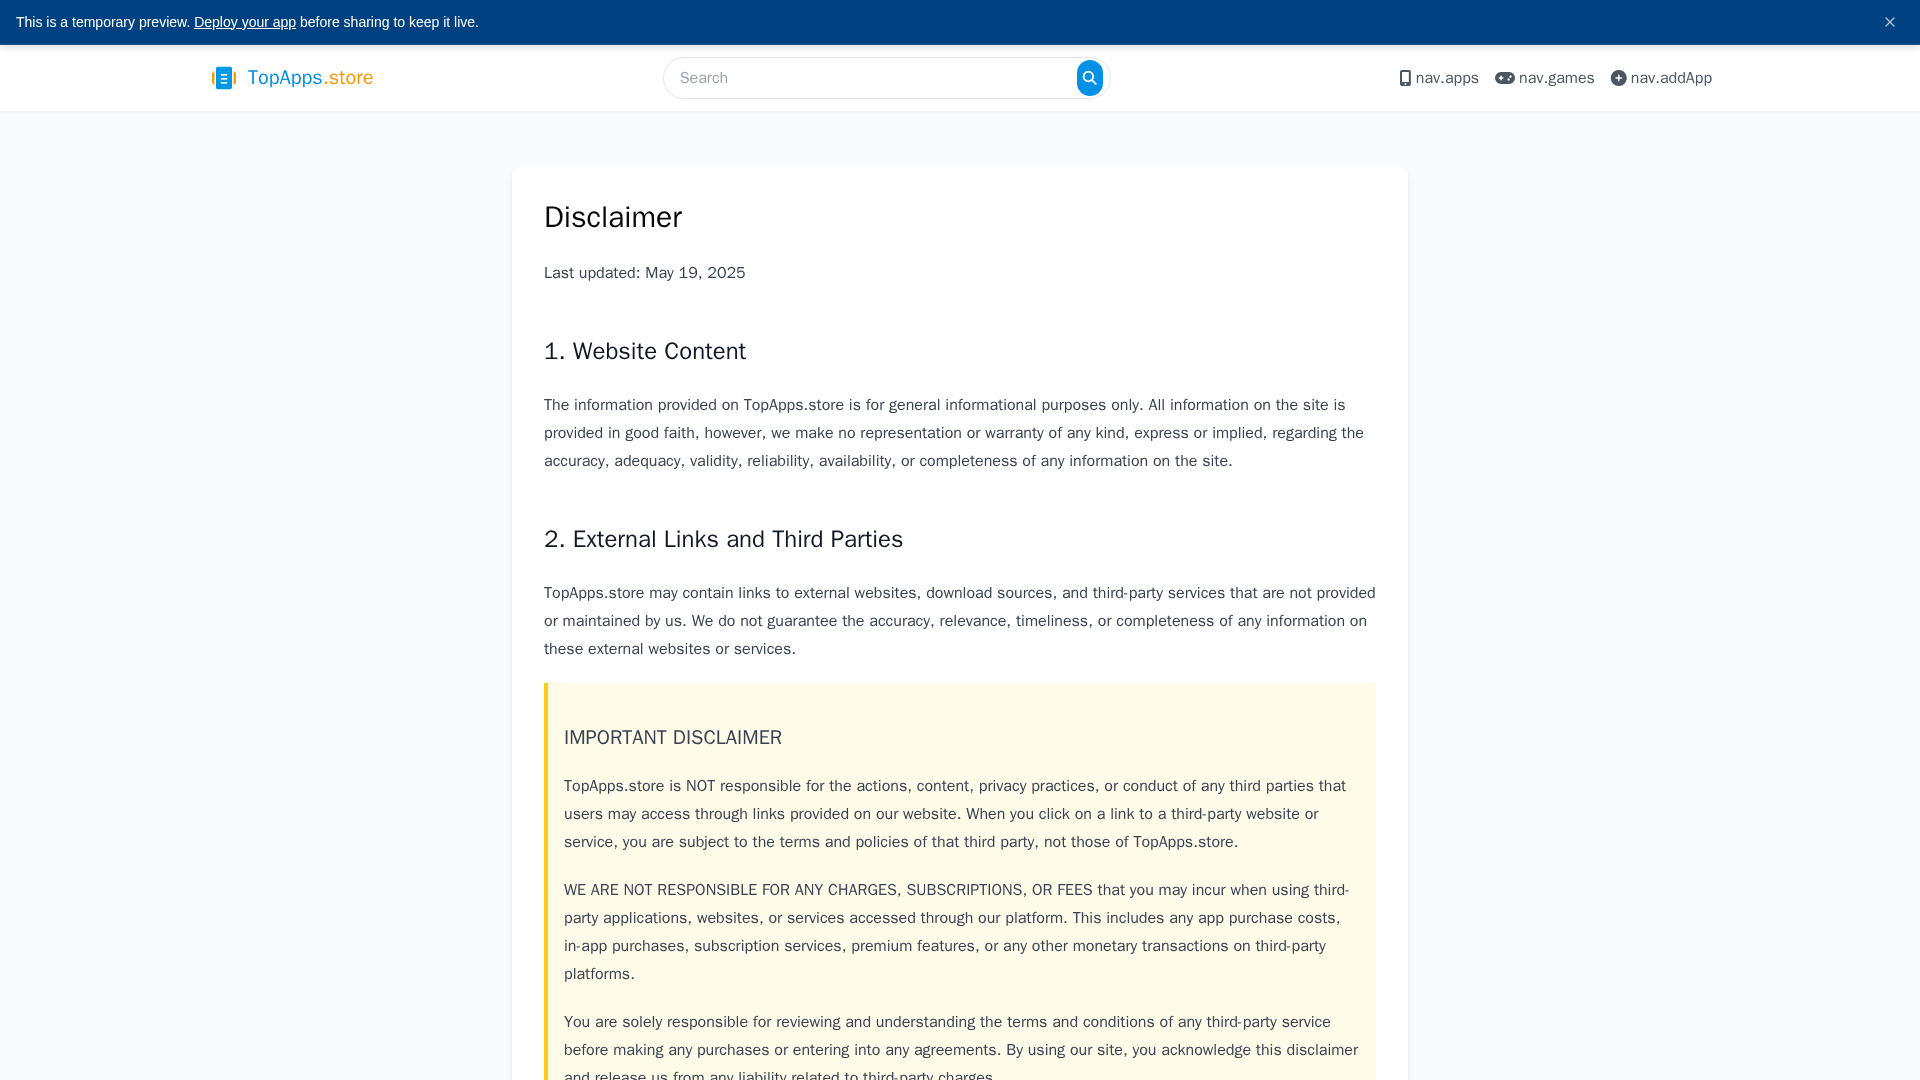 This is a temporary preview. Deploy your app before sharing to keep it live.
×
TopApps.store
Search
nav.apps
nav.games
nav.addApp
Disclaimer
Last updated: May 19, 2025
1. Website Content
The information provided on TopApps.store is for general informational purposes only. All information on the site is
provided in good faith, however, we make no representation or warranty of any kind, express or implied, regarding the
accuracy, adequacy, validity, reliability, availability, or completeness of any information on the site.
2. External Links and Third Parties
TopApps.store may contain links to external websites, download sources, and third-party services that are not provided
or maintained by us. We do not guarantee the accuracy, relevance, timeliness, or completeness of any information on
these external websites or services.
IMPORTANT DISCLAIMER
TopApps.store is NOT responsible for the actions, content, privacy practices, or conduct of any third parties that
users may access through links provided on our website. When you click on a link to a third-party website or
service, you are subject to the terms and policies of that third party, not those of TopApps.store.
WE ARE NOT RESPONSIBLE FOR ANY CHARGES, SUBSCRIPTIONS, OR FEES that you may incur when using third-
party applications, websites, or services accessed through our platform. This includes any app purchase costs,
in-app purchases, subscription services, premium features, or any other monetary transactions on third-party
platforms.
You are solely responsible for reviewing and understanding the terms and conditions of any third-party service
before making any purchases or entering into any agreements. By using our site, you acknowledge this disclaimer
and release us from any liability related to third-party charges.